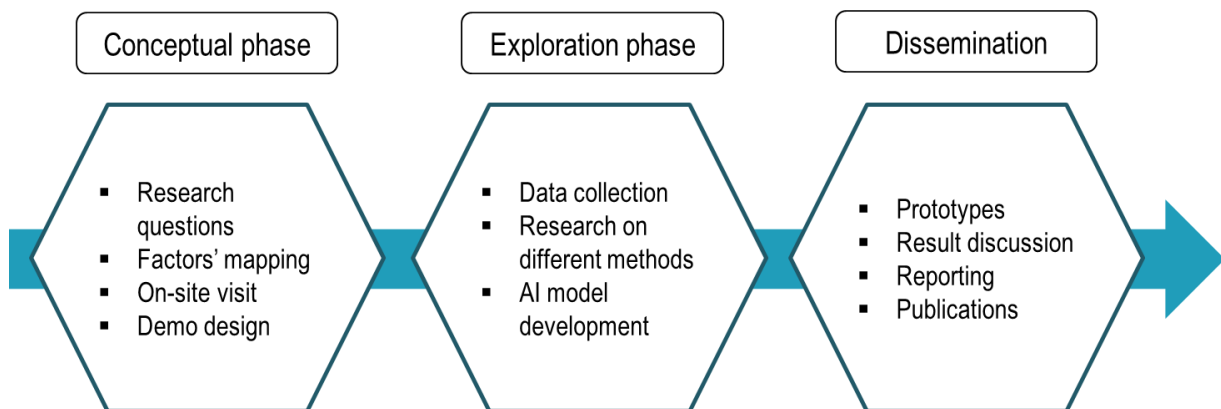 Conceptual phase
Exploration phase
Dissemination
▪ Research
questions
▪ Factors’ mapping
▪ On-site visit
▪ Demo design
▪ Data collection
▪ Research on
different methods
▪ AI model
development
▪ Prototypes
▪ Result discussion
▪ Reporting
▪ Publications